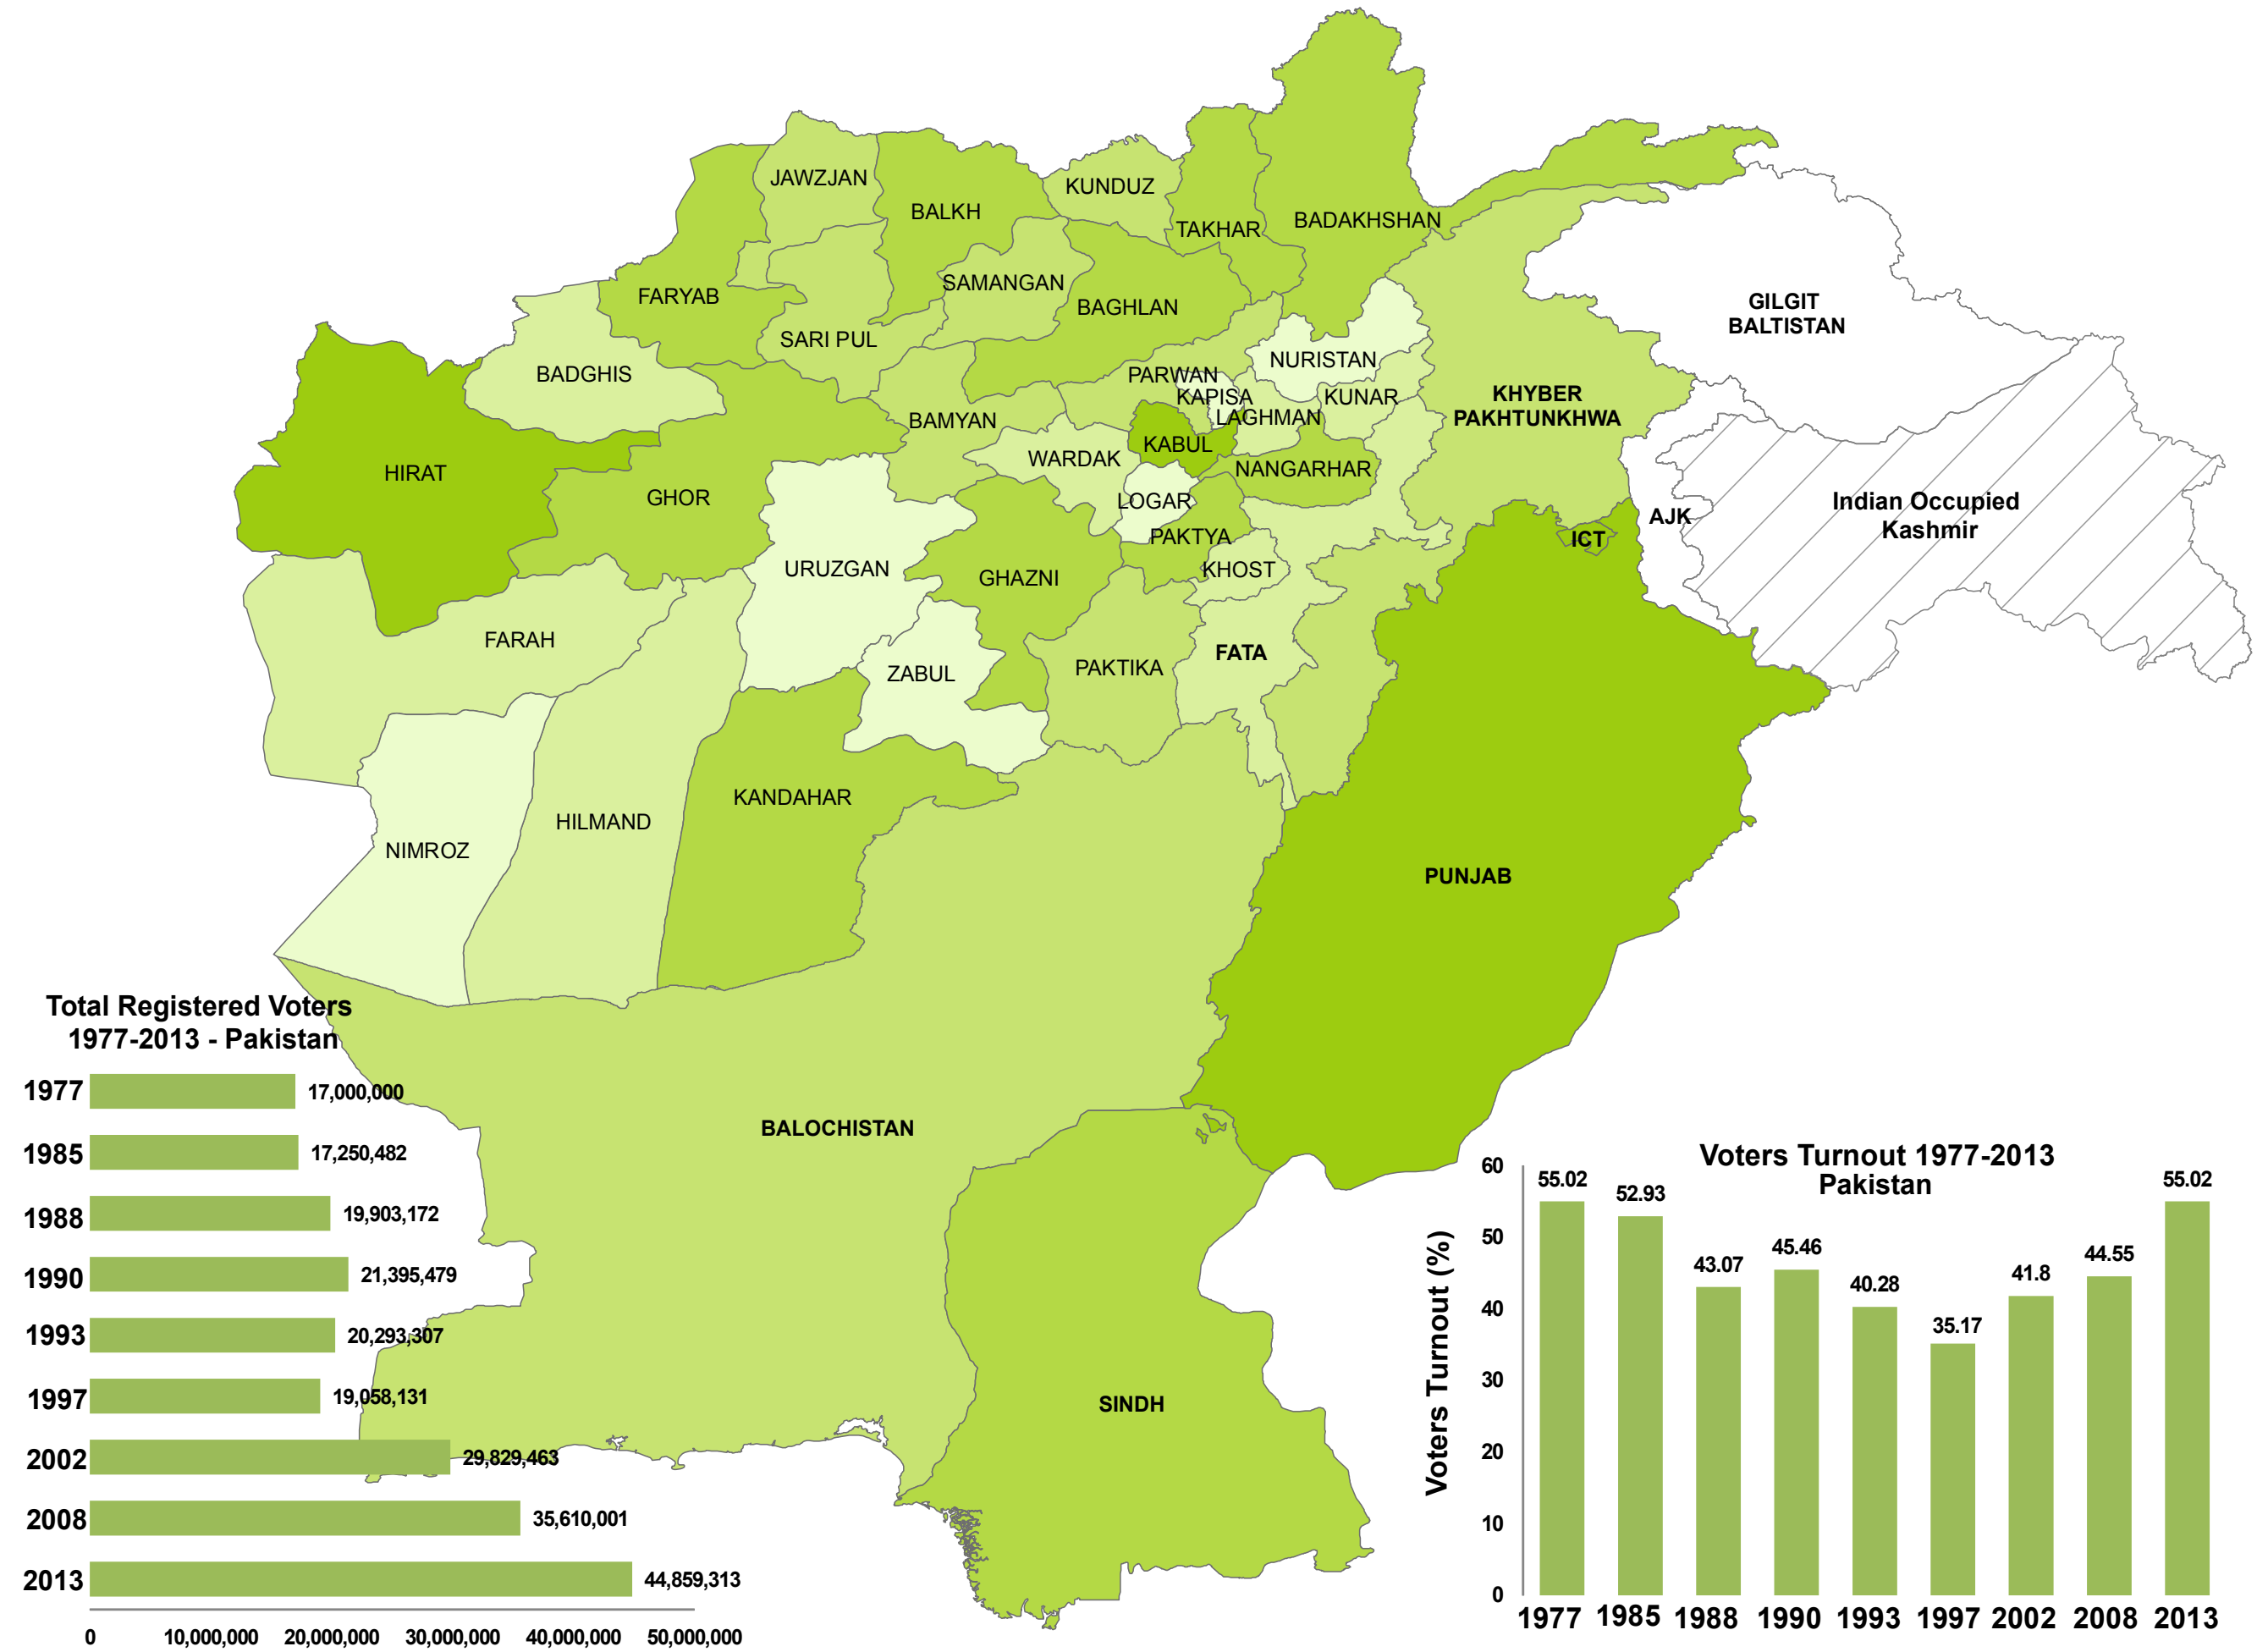 JAWZJAN
KUNDUZ
BALKH
BADAKHSHAN
TAKHAR
SAMANGAN
FARYAB
BAGHLAN
GILGIT
BALTISTAN
SARI PUL
NURISTAN
BADGHIS
PARWAN
KAPISA
KUNAR
KHYBER
PAKHTUNKHWA
LAGHMAN
BAMYAN
KABUL
WARDAK
NANGARHAR
HIRAT
GHOR
LOGAR
Indian Occupied
Kashmir
AJK
PAKTYA
ICT
URUZGAN
KHOST
GHAZNI
FARAH
FATA
PAKTIKA
ZABUL
KANDAHAR
HILMAND
NIMROZ
PUNJAB
BALOCHISTAN
SINDH
Total Registered Voters
1977-2013 - Pakistan
1977 17,000,000
1985 17,250,482
1988 19,903,172
1990 21,395,479
1993 20,293,307
1997 19,058,131
2002 29,829,463
2008 35,610,001
2013 44,859,313
0 10,000,000 20,000,000 30,000,000 40,000,000 50,000,000
Voters Turnout 1977-2013
Pakistan
Voters Turnout (%)
60
50
40
30
20
10
0
55.02 52.93 43.07 45.46 40.28 35.17 41.8 44.55 55.02
1977 1985 1988 1990 1993 1997 2002 2008 2013